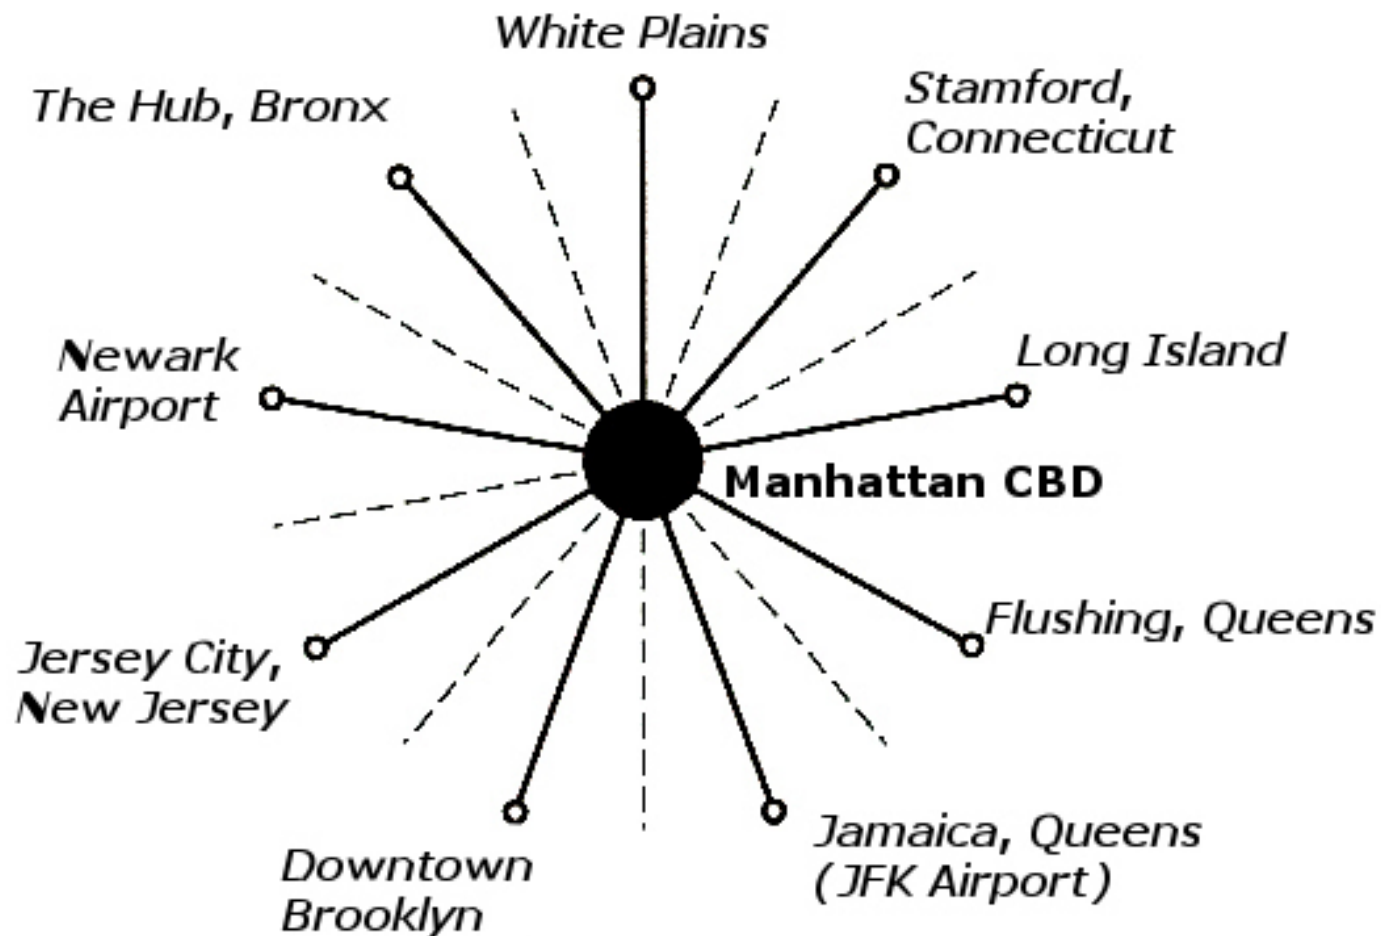 White Plains
Stamford,
Connecticut
The Hub, Bronx
Newark
Airport
Long Island
Manhattan CBD
Flushing, Queens
Jersey City,
New Jersey
Downtown
Brooklyn
Jamaica, Queens
(JFK Airport)